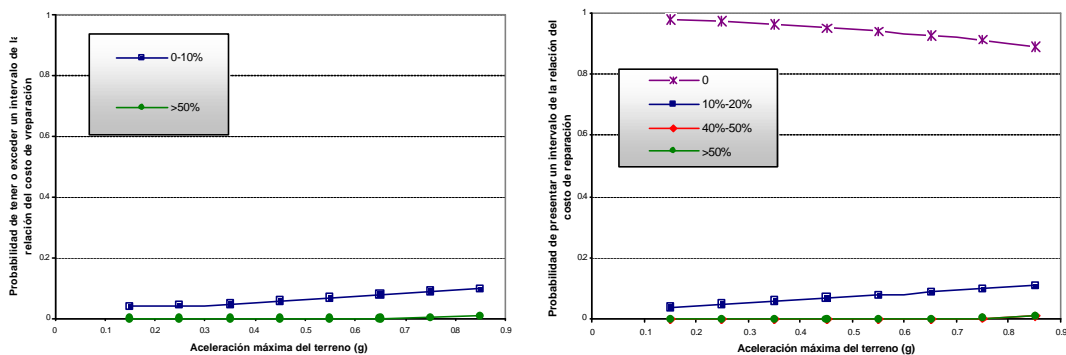 Probabilidad de tener o exceder un intervalo de la
relación del costo de vreparación
1
0.8
0.6
0.4
0.2
0
0-10%
>50%
0 0.1 0.2 0.3 0.4 0.5 0.6 0.7 0.8 0.9
Aceleración máxima del terreno (g)
Probabilidad de presentar un intervalo de la relación del
costo de reparación
1
0.8
0.6
0.4
0.2
0
0
10%-20%
40%-50%
>50%
0 0.1 0.2 0.3 0.4 0.5 0.6 0.7 0.8 0.9
Aceleración máxima del terreno (g)